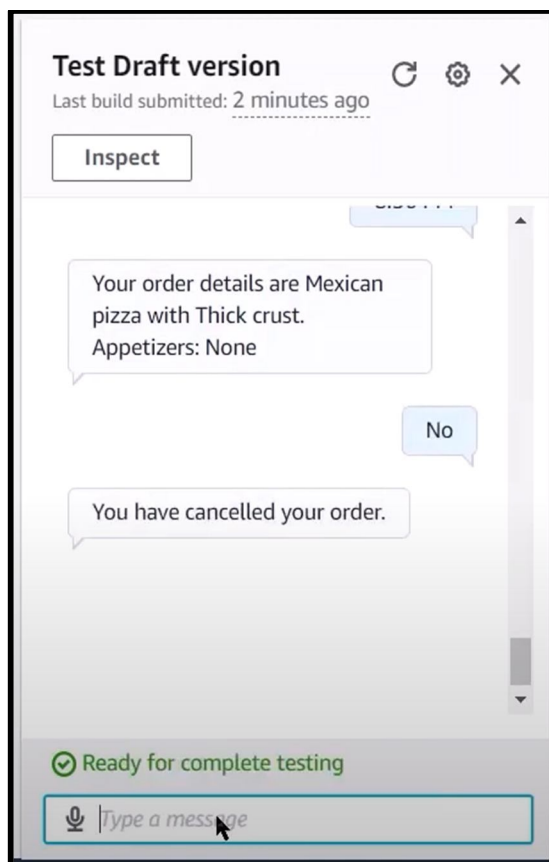 Test Draft version
Last build submitted: 2 minutes ago
Inspect
Your order details are Mexican
pizza with Thick crust.
Appetizers: None
No
You have cancelled your order.
Ready for complete testing
Type a message